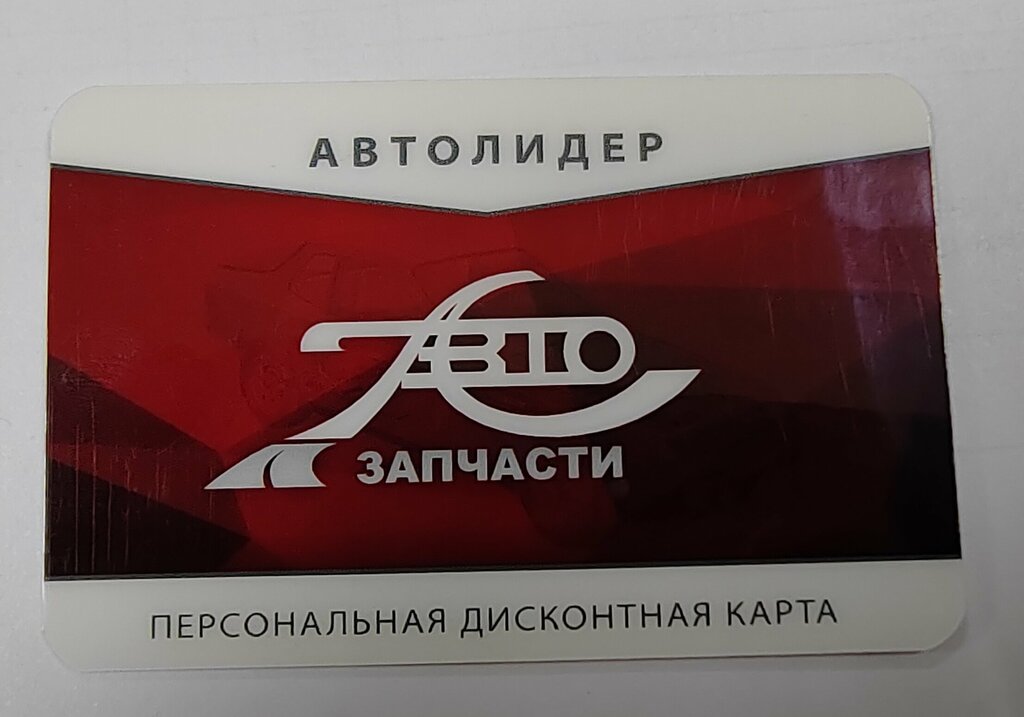 АВТОЛИДЕР
АВТО
ЗАПЧАСТИ
ПЕРСОНАЛЬНАЯ ДИСКОНТНАЯ КАРТА